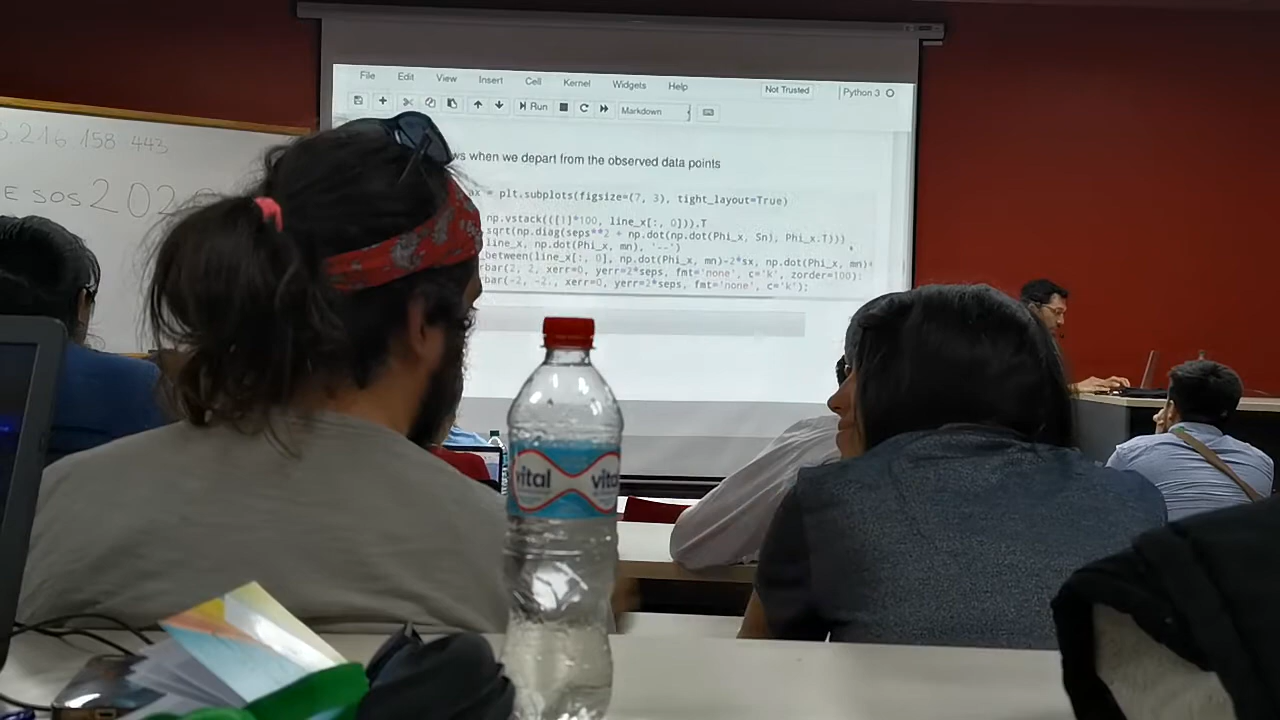 File Edit View Insert Cell Kernel Widgets Help Not Trusted Python 3
Run Markdown
.216 158 443
when we depart from the observed data points
E SOS 202
ax = plt.subplots(figsize=(7, 3), tight_layout=True)
np.vstack(([1]*100, line_x[:, 0])).T
sqrt(np.diag(seps**2 + np.dot(np.dot(Phi_x, Sn), Phi_x.T)))
line_x, np.dot(Phi_x, mn), '--')
_between(line_x[:, 0], np.dot(Phi_x, mn)-2*sx, np.dot(Phi_x, mn)+
rbar(2, 2, xerr=0, yerr=2*seps, fmt='none', c='k', zorder=100);
rbar(-2, -2., xerr=0, yerr=2*seps, fmt='none', c='k');
vital vita